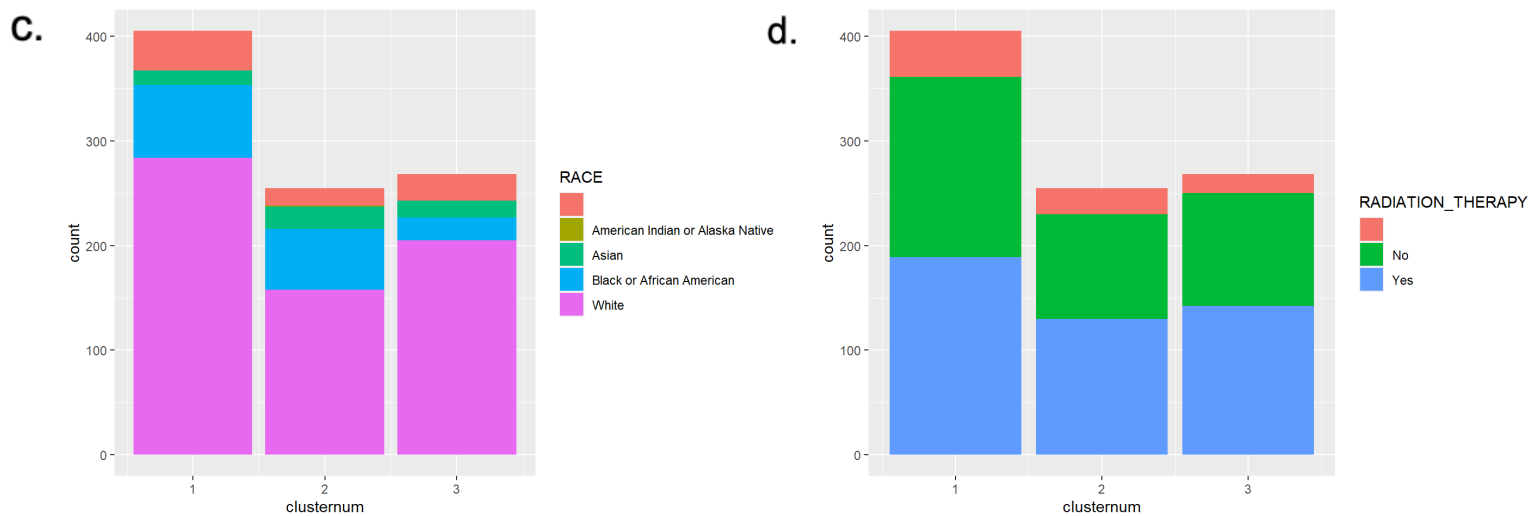 c.
400
300
200
100
0
count
1 2 3
clusternum
RACE
American Indian or Alaska Native
Asian
Black or African American
White
d.
400
300
200
100
0
count
1 2 3
clusternum
RADIATION_THERAPY
No
Yes